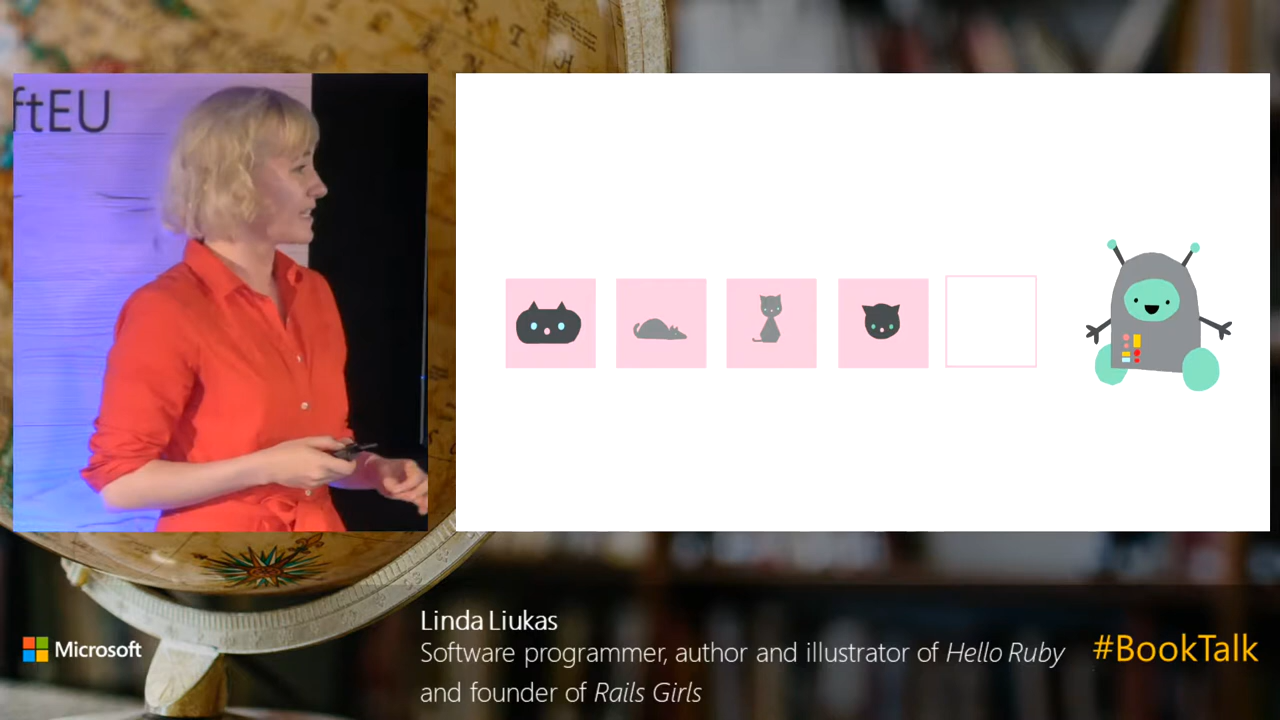 ftEU
Linda Liukas
Software programmer, author and illustrator of Hello Ruby
and founder of Rails Girls
#BookTalk
Microsoft